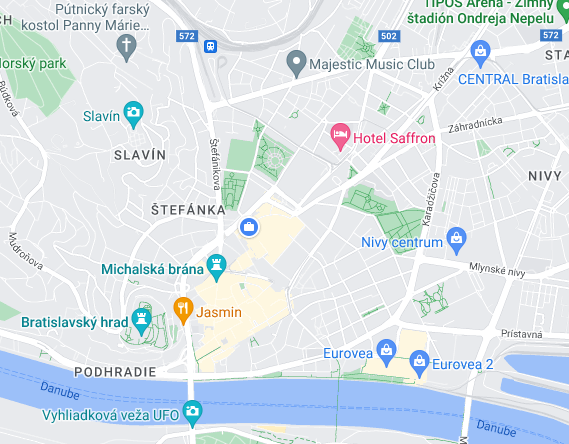 Pútnický farský
kostol Panny Márie...
TIPOS Aréna - Zimný
štadión Ondreja Nepelu
572
502
572
Horský park
Majestic Music Club
Krížna
STA
CENTRAL Bratisla
Búdková
Slavín
Záhradnícka
Hotel Saffron
SLAVÍN
Štefánikova
NIVY
Karadžičova
ŠTEFÁNKA
Mudroňova
Nivy centrum
Michalská brána
Mlynské nivy
Jasmin
Bratislavský hrad
Prístavná
Eurovea
Eurovea 2
PODHRADIE
Danube
Vyhliadková veža UFO
Danube